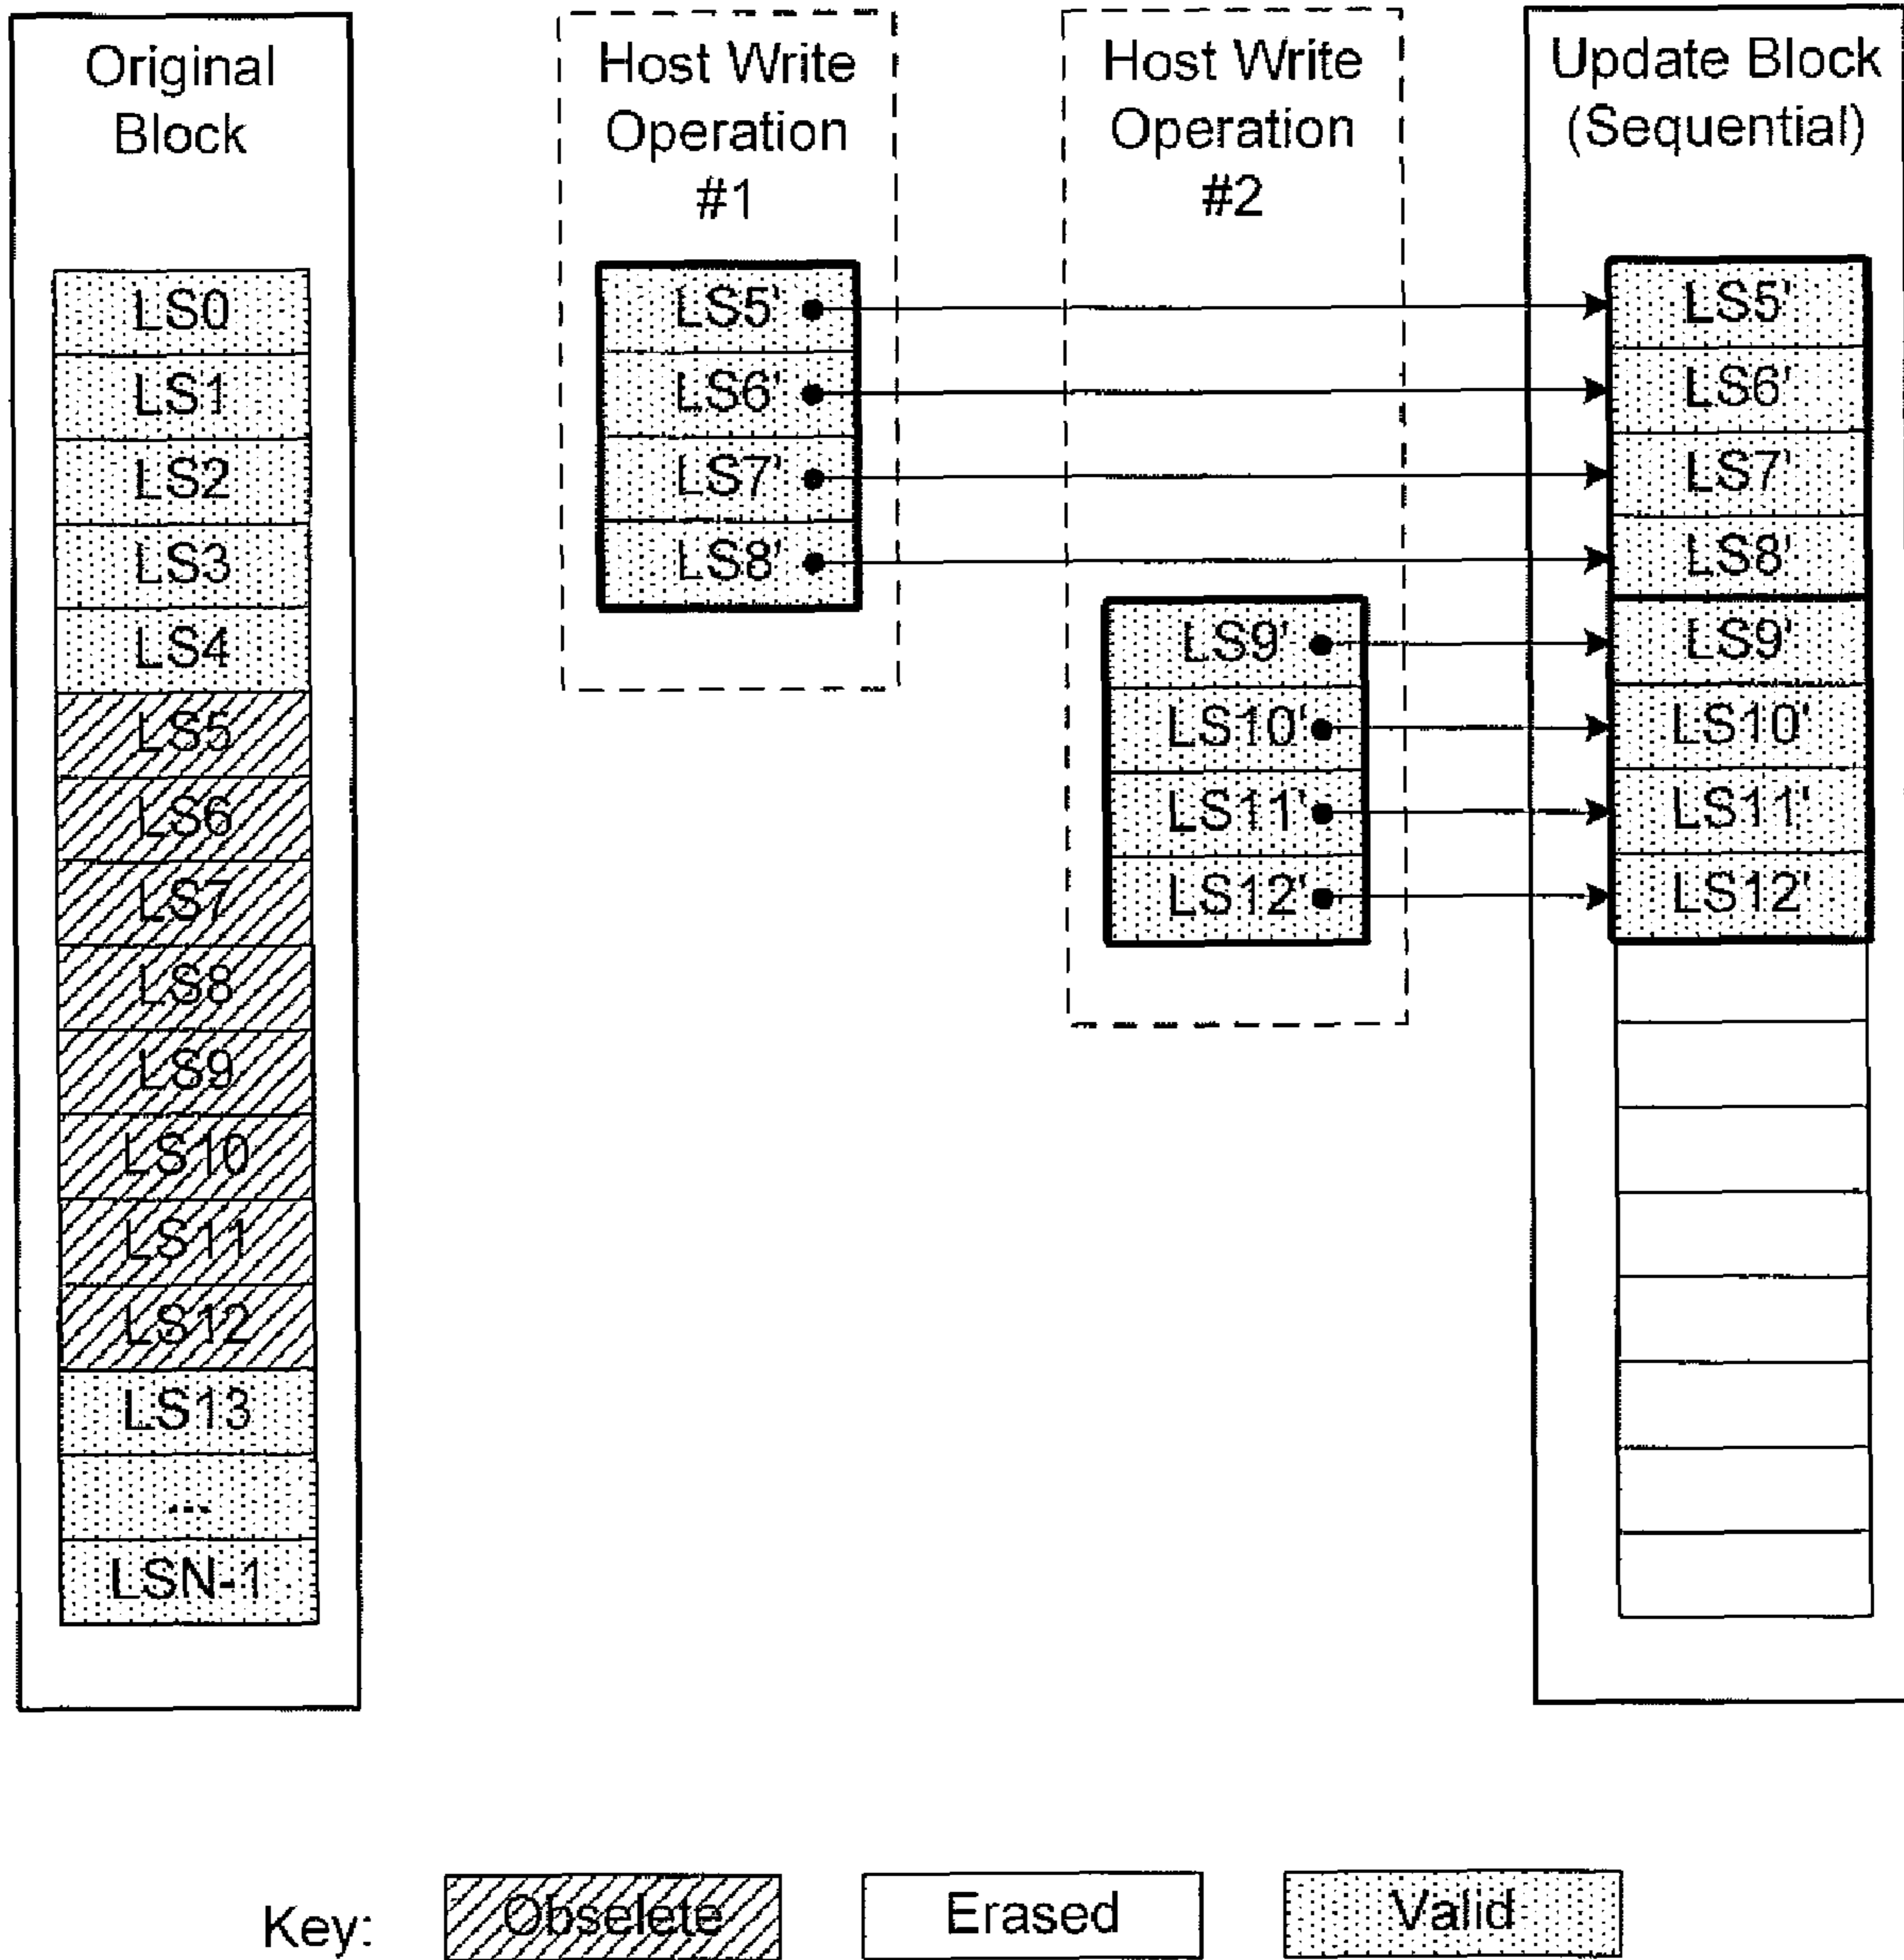 Original
Block
LS0
LS1
LS2
LS3
LS4
LS5
LS6
LS7
LS8
LS9
LS10
LS11
LS12
LS13
...
LSN-1
Host Write
Operation
#1
LS5'
LS6'
LS7'
LS8'
Host Write
Operation
#2
LS9'
LS10'
LS11'
LS12'
Update Block
(Sequential)
LS5'
LS6'
LS7'
LS8'
LS9'
LS10'
LS11'
LS12'
Key:
Obselete
Erased
Valid